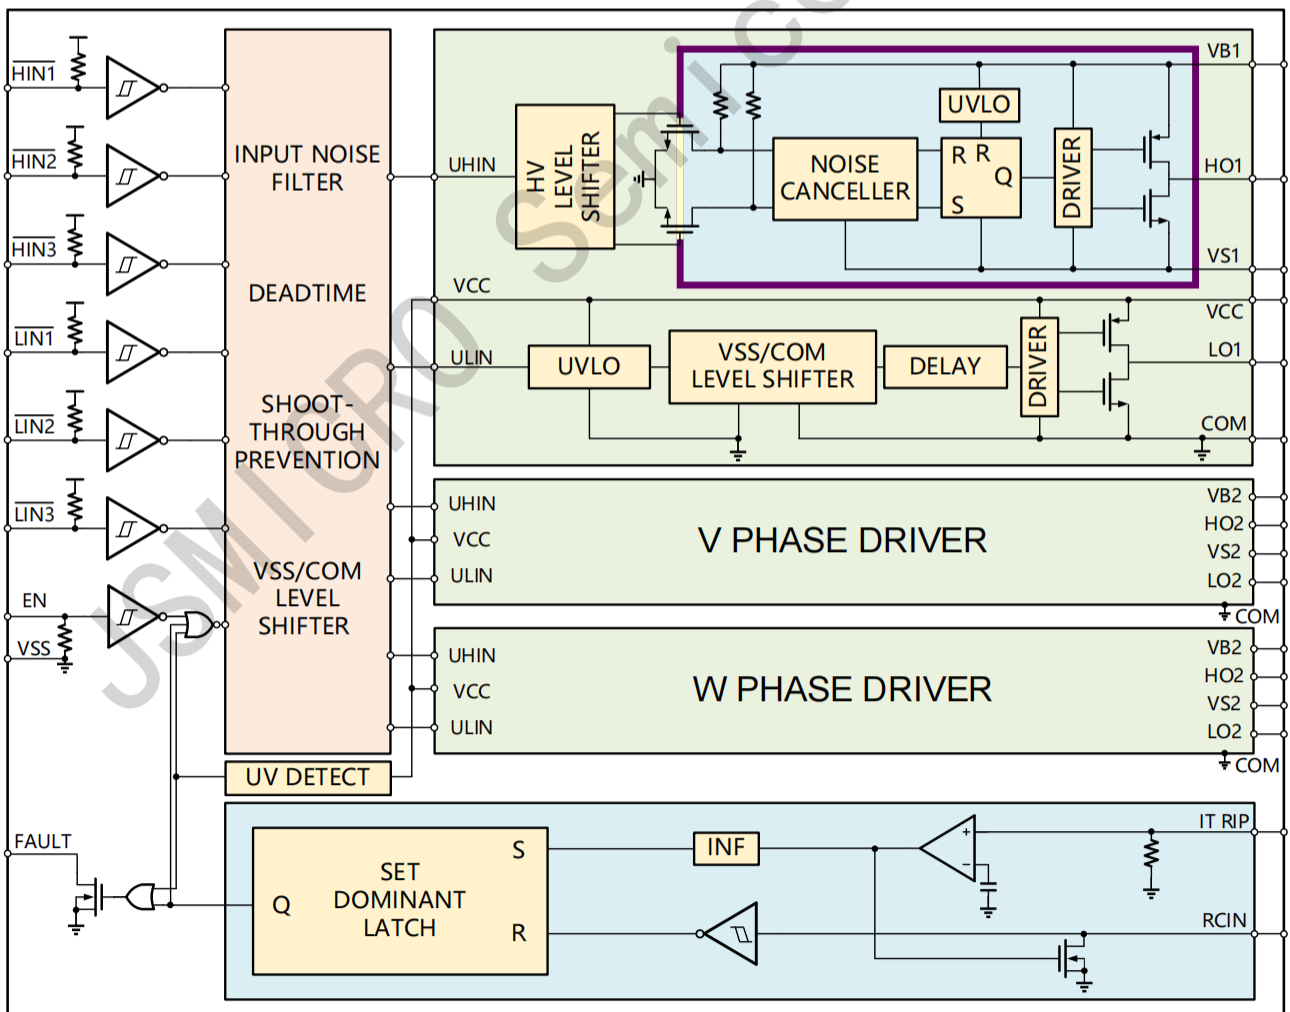 JSMICRO Semico
HIN1
HIN2
HIN3
LIN1
LIN2
LIN3
EN
VSS
FAULT
INPUT NOISE
FILTER
DEADTIME
SHOOT-
THROUGH
PREVENTION
VSS/COM
LEVEL
SHIFTER
UV DETECT
UHIN
HV
LEVEL
SHIFTER
NOISE
CANCELLER
UVLO
R R
Q
S
DRIVER
VB1
HO1
VS1
VCC
ULIN
UVLO
VSS/COM
LEVEL SHIFTER
DELAY
DRIVER
VCC
LO1
COM
UHIN
VCC
ULIN
V PHASE DRIVER
VB2
HO2
VS2
LO2
COM
UHIN
VCC
ULIN
W PHASE DRIVER
VB2
HO2
VS2
LO2
COM
SET
DOMINANT
LATCH
Q
S
R
INF
+
−
IT RIP
RCIN